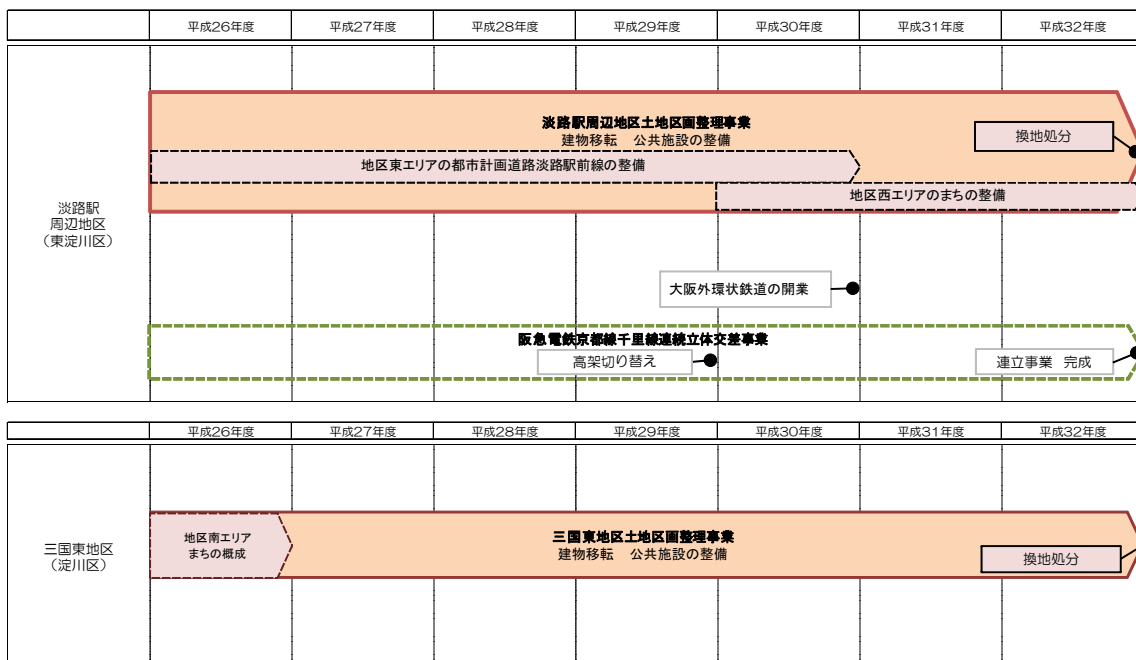 平成26年度 平成27年度 平成28年度 平成29年度 平成30年度 平成31年度 平成32年度
淡路駅周辺地区土地区画整理事業
建物移転 公共施設の整備
換地処分
地区東エリアの都市計画道路淡路駅前線の整備
地区西エリアのまちの整備
淡路駅
周辺地区
（東淀川区）
大阪外環状鉄道の開業
阪急電鉄京都線千里線連続立体交差事業
高架切り替え
連立事業 完成
平成26年度 平成27年度 平成28年度 平成29年度 平成30年度 平成31年度 平成32年度
三国東地区
（淀川区）
地区南エリア
まちの概成
三国東地区土地区画整理事業
建物移転 公共施設の整備
換地処分